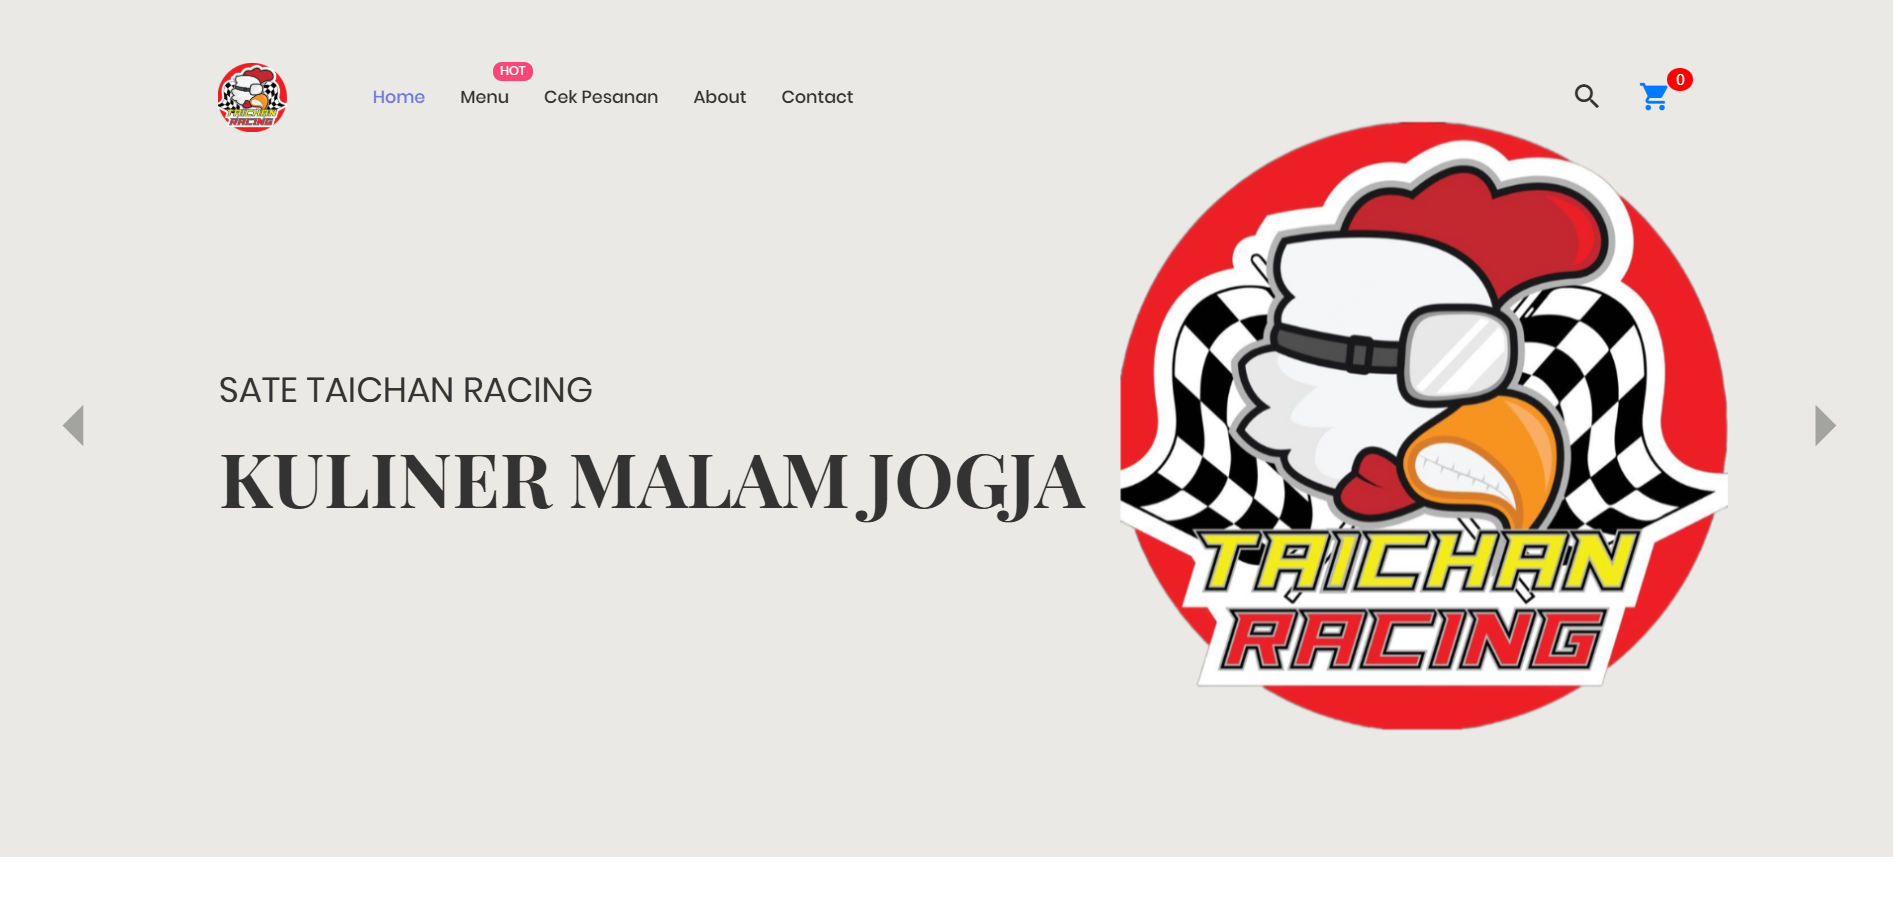 TAICHAN
RACING
Home
Menu
HOT
Cek Pesanan
About
Contact
0
SATE TAICHAN RACING
KULINER MALAM JOGJA
TAICHAN
RACING